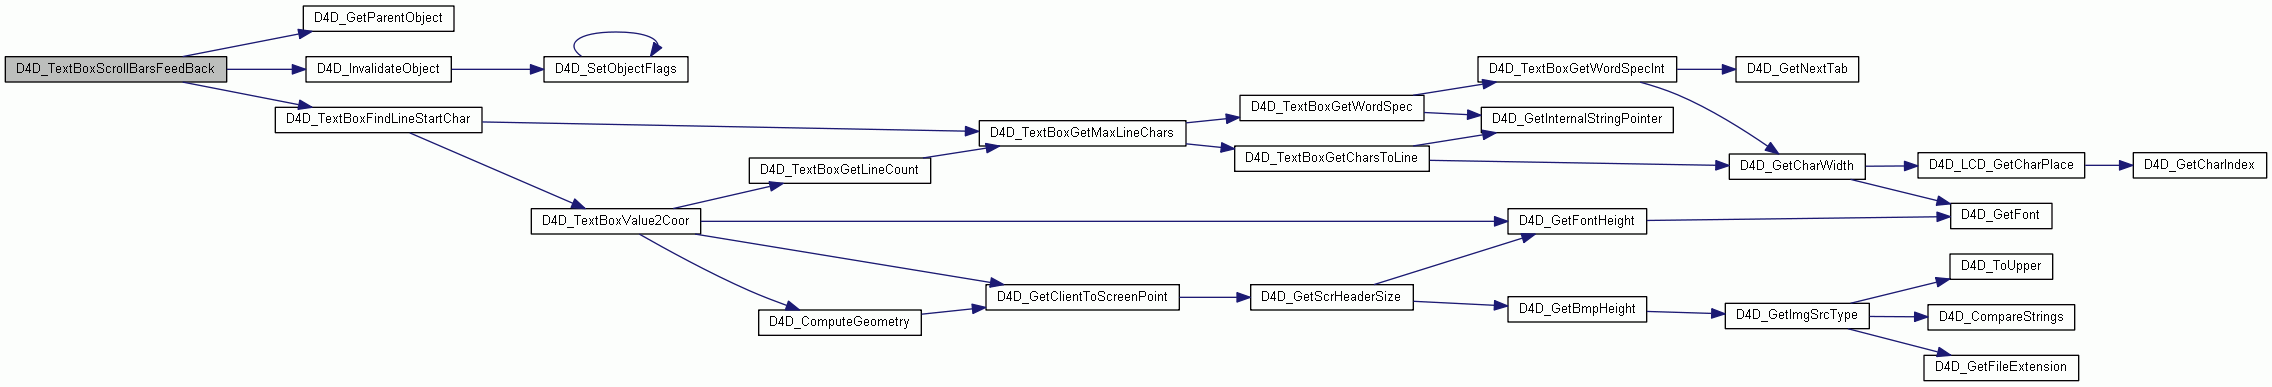 D4D_GetParentObject
D4D_TextBoxScrollBarsFeedBack
D4D_InvalidateObject
D4D_SetObjectFlags
D4D_TextBoxFindLineStartChar
D4D_TextBoxGetMaxLineChars
D4D_TextBoxGetWordSpec
D4D_TextBoxGetWordSpecInt
D4D_GetNextTab
D4D_GetInternalStringPointer
D4D_TextBoxGetCharsToLine
D4D_TextBoxGetLineCount
D4D_GetCharWidth
D4D_LCD_GetCharPlace
D4D_GetCharIndex
D4D_TextBoxValue2Coor
D4D_GetFontHeight
D4D_GetFont
D4D_ToUpper
D4D_GetClientToScreenPoint
D4D_GetScrHeaderSize
D4D_GetBmpHeight
D4D_GetImgSrcType
D4D_CompareStrings
D4D_ComputeGeometry
D4D_GetFileExtension